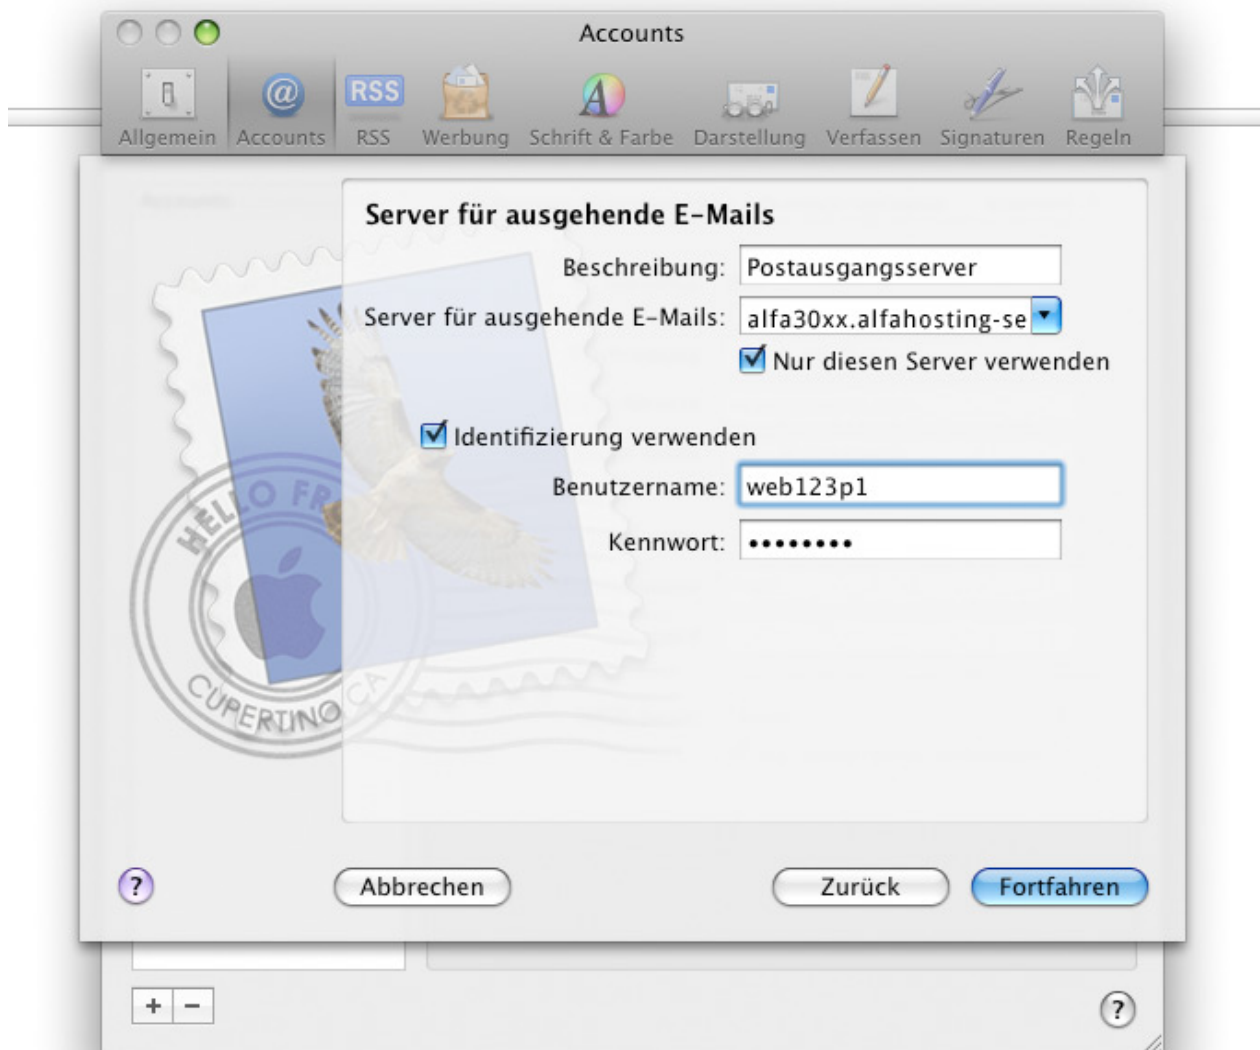 Accounts
RSS
Allgemein Accounts RSS Werbung Schrift & Farbe Darstellung Verfassen Signaturen Regeln
Server für ausgehende E-Mails
Beschreibung: Postausgangsserver
Server für ausgehende E-Mails: alfa30xx.alfahosting-se
Nur diesen Server verwenden
Identifizierung verwenden
Benutzername: web123p1
Kennwort: ••••••••
HELLO FR
CUPERTINO CA
? Abbrechen Zurück Fortfahren
+ − ?